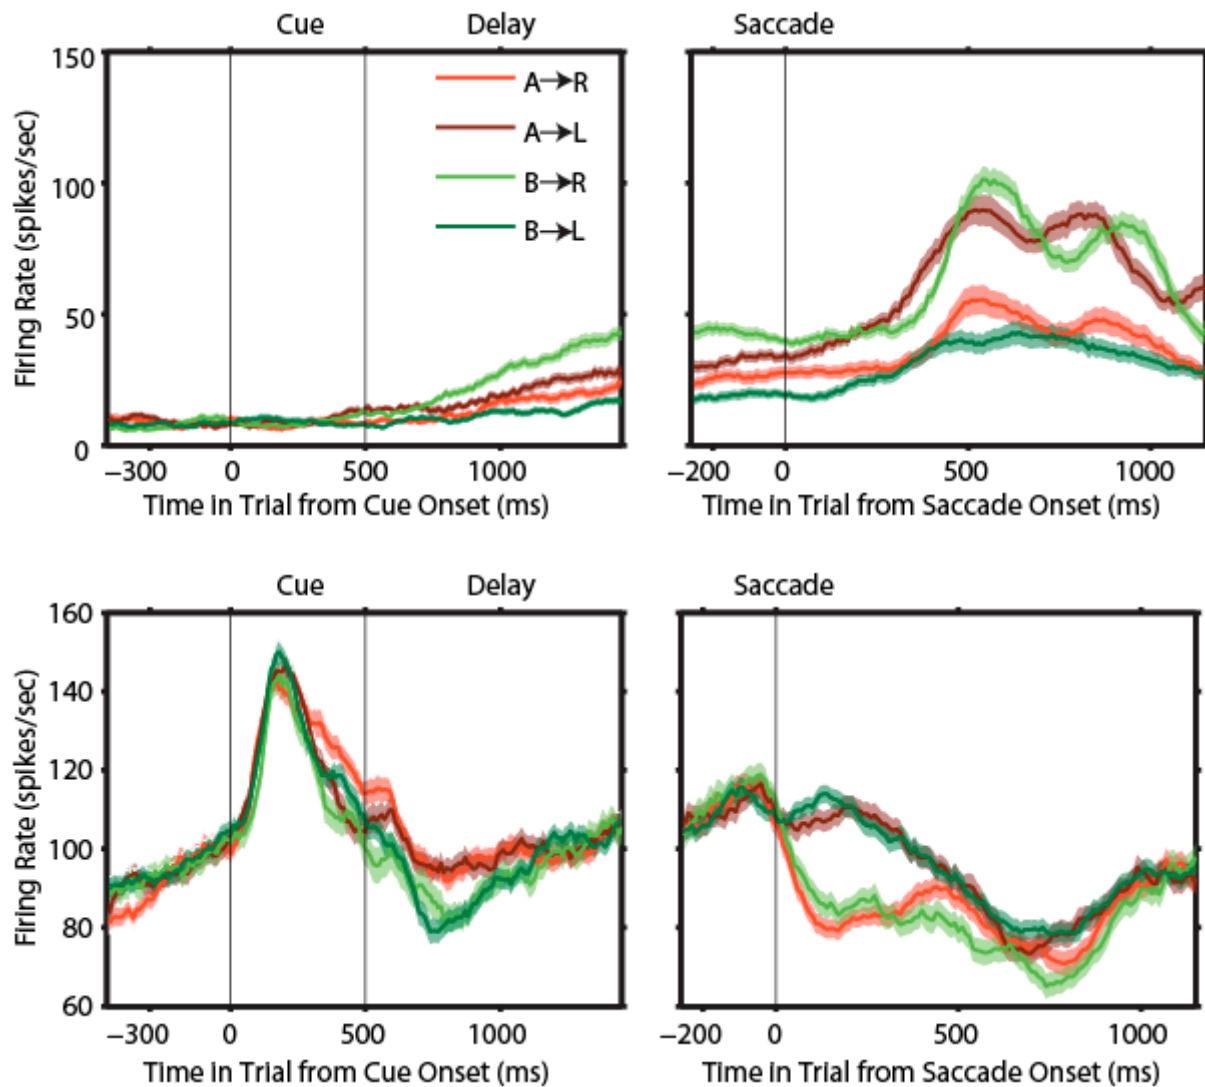 Cue Delay Saccade
150
100
50
0
Firing Rate (spikes/sec)
A→R
A→L
B→R
B→L
−300 0 500 1000
Time in Trial from Cue Onset (ms)
−200 0 500 1000
Time in Trial from Saccade Onset (ms)
Cue Delay Saccade
160
140
120
100
80
60
Firing Rate (spikes/sec)
−300 0 500 1000
Time in Trial from Cue Onset (ms)
−200 0 500 1000
Time in Trial from Saccade Onset (ms)